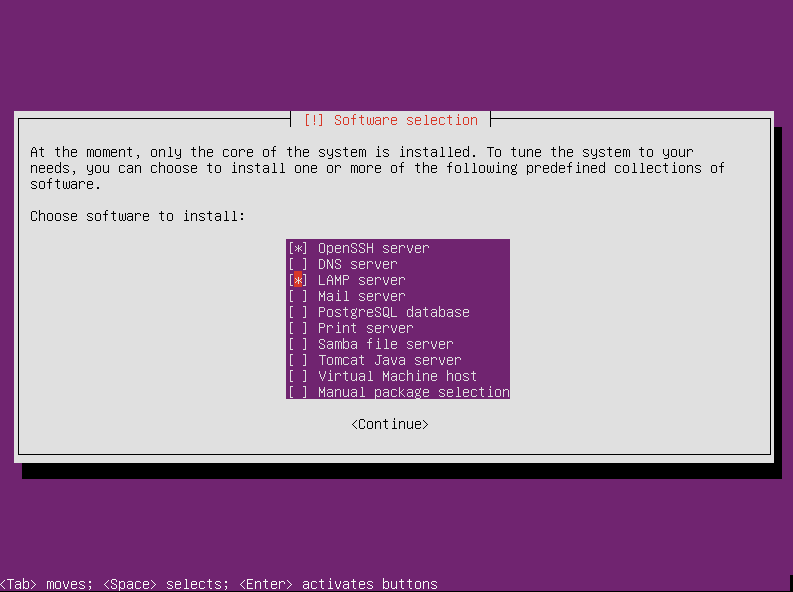 [!] Software selection
At the moment, only the core of the system is installed. To tune the system to your
needs, you can choose to install one or more of the following predefined collections of
software.
Choose software to install:
[*] OpenSSH server
[ ] DNS server
[*] LAMP server
[ ] Mail server
[ ] PostgreSQL database
[ ] Print server
[ ] Samba file server
[ ] Tomcat Java server
[ ] Virtual Machine host
[ ] Manual package selection
<Continue>
<Tab> moves; <Space> selects; <Enter> activates buttons